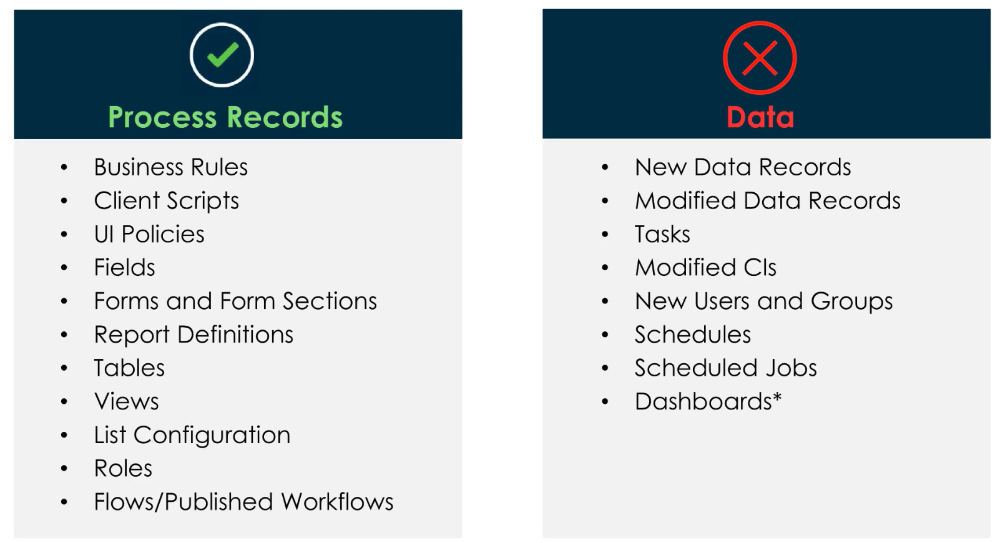 Process Records
• Business Rules
• Client Scripts
• UI Policies
• Fields
• Forms and Form Sections
• Report Definitions
• Tables
• Views
• List Configuration
• Roles
• Flows/Published Workflows
Data
• New Data Records
• Modified Data Records
• Tasks
• Modified CIs
• New Users and Groups
• Schedules
• Scheduled Jobs
• Dashboards*